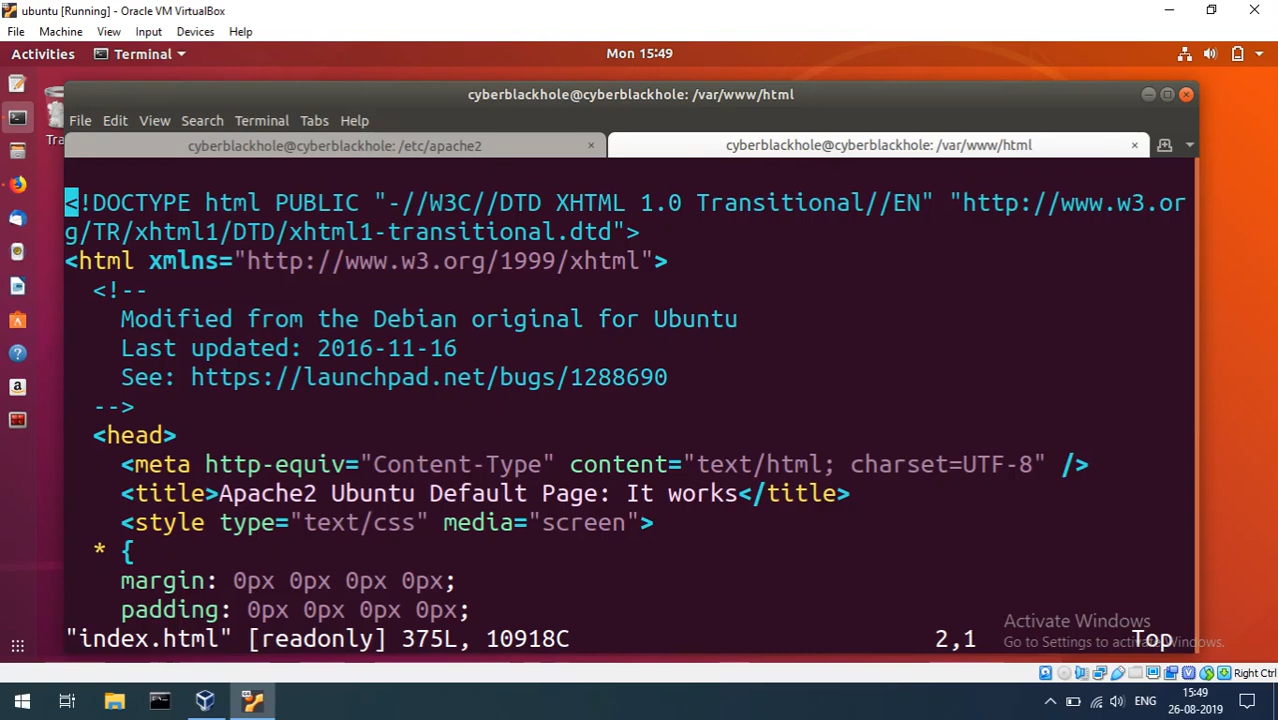 ubuntu [Running] - Oracle VM VirtualBox
File Machine View Input Devices Help
Activities Terminal Mon 15:49
cyberblackhole@cyberblackhole: /var/www/html
File Edit View Search Terminal Tabs Help
cyberblackhole@cyberblackhole: /etc/apache2 × cyberblackhole@cyberblackhole: /var/www/html ×
<!DOCTYPE html PUBLIC "-//W3C//DTD XHTML 1.0 Transitional//EN" "http://www.w3.or
g/TR/xhtml1/DTD/xhtml1-transitional.dtd">
<html xmlns="http://www.w3.org/1999/xhtml">
<!--
Modified from the Debian original for Ubuntu
Last updated: 2016-11-16
See: https://launchpad.net/bugs/1288690
-->
<head>
<meta http-equiv="Content-Type" content="text/html; charset=UTF-8" />
<title>Apache2 Ubuntu Default Page: It works</title>
<style type="text/css" media="screen">
* {
margin: 0px 0px 0px 0px;
padding: 0px 0px 0px 0px;
Activate Windows
"index.html" [readonly] 375L, 10918C 2,1 Top
Go to Settings to activate Windows.
Right Ctrl
ENG 15:49
26-08-2019